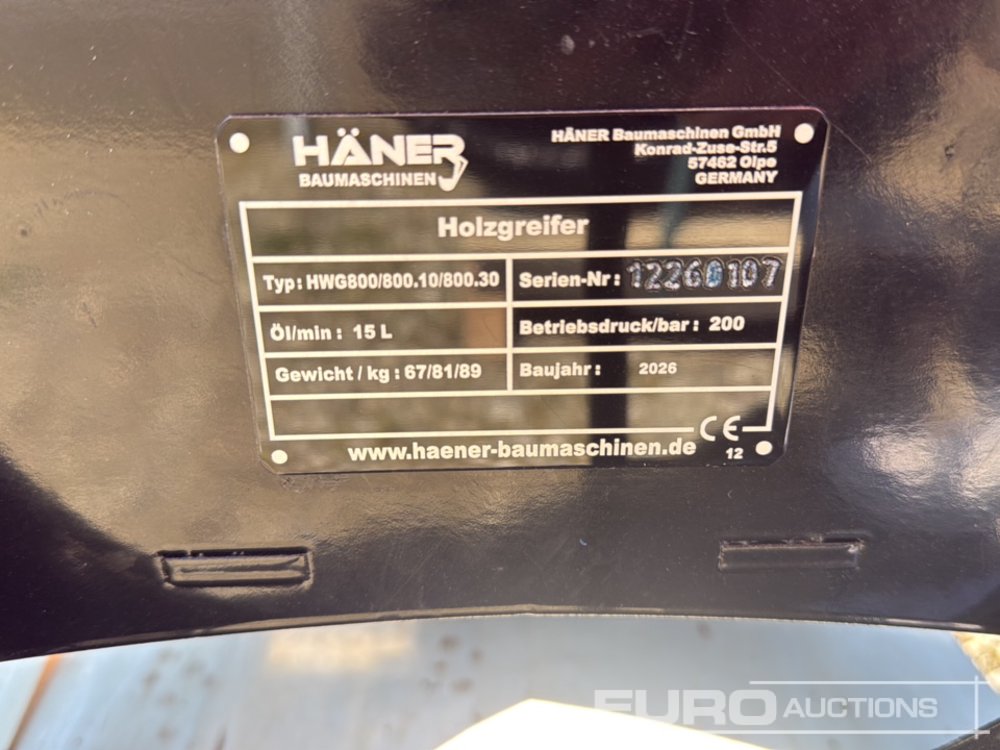 HÄNER
BAUMASCHINEN
HÄNER Baumaschinen GmbH
Konrad-Zuse-Str.5
57462 Olpe
GERMANY
Holzgreifer
Typ: HWG800/800.10/800.30
Serien-Nr: 12260107
Öl/min: 15 L
Betriebsdruck/bar: 200
Gewicht / kg: 67/81/89
Baujahr: 2026
CE
www.haener-baumaschinen.de
12
EURO AUCTIONS